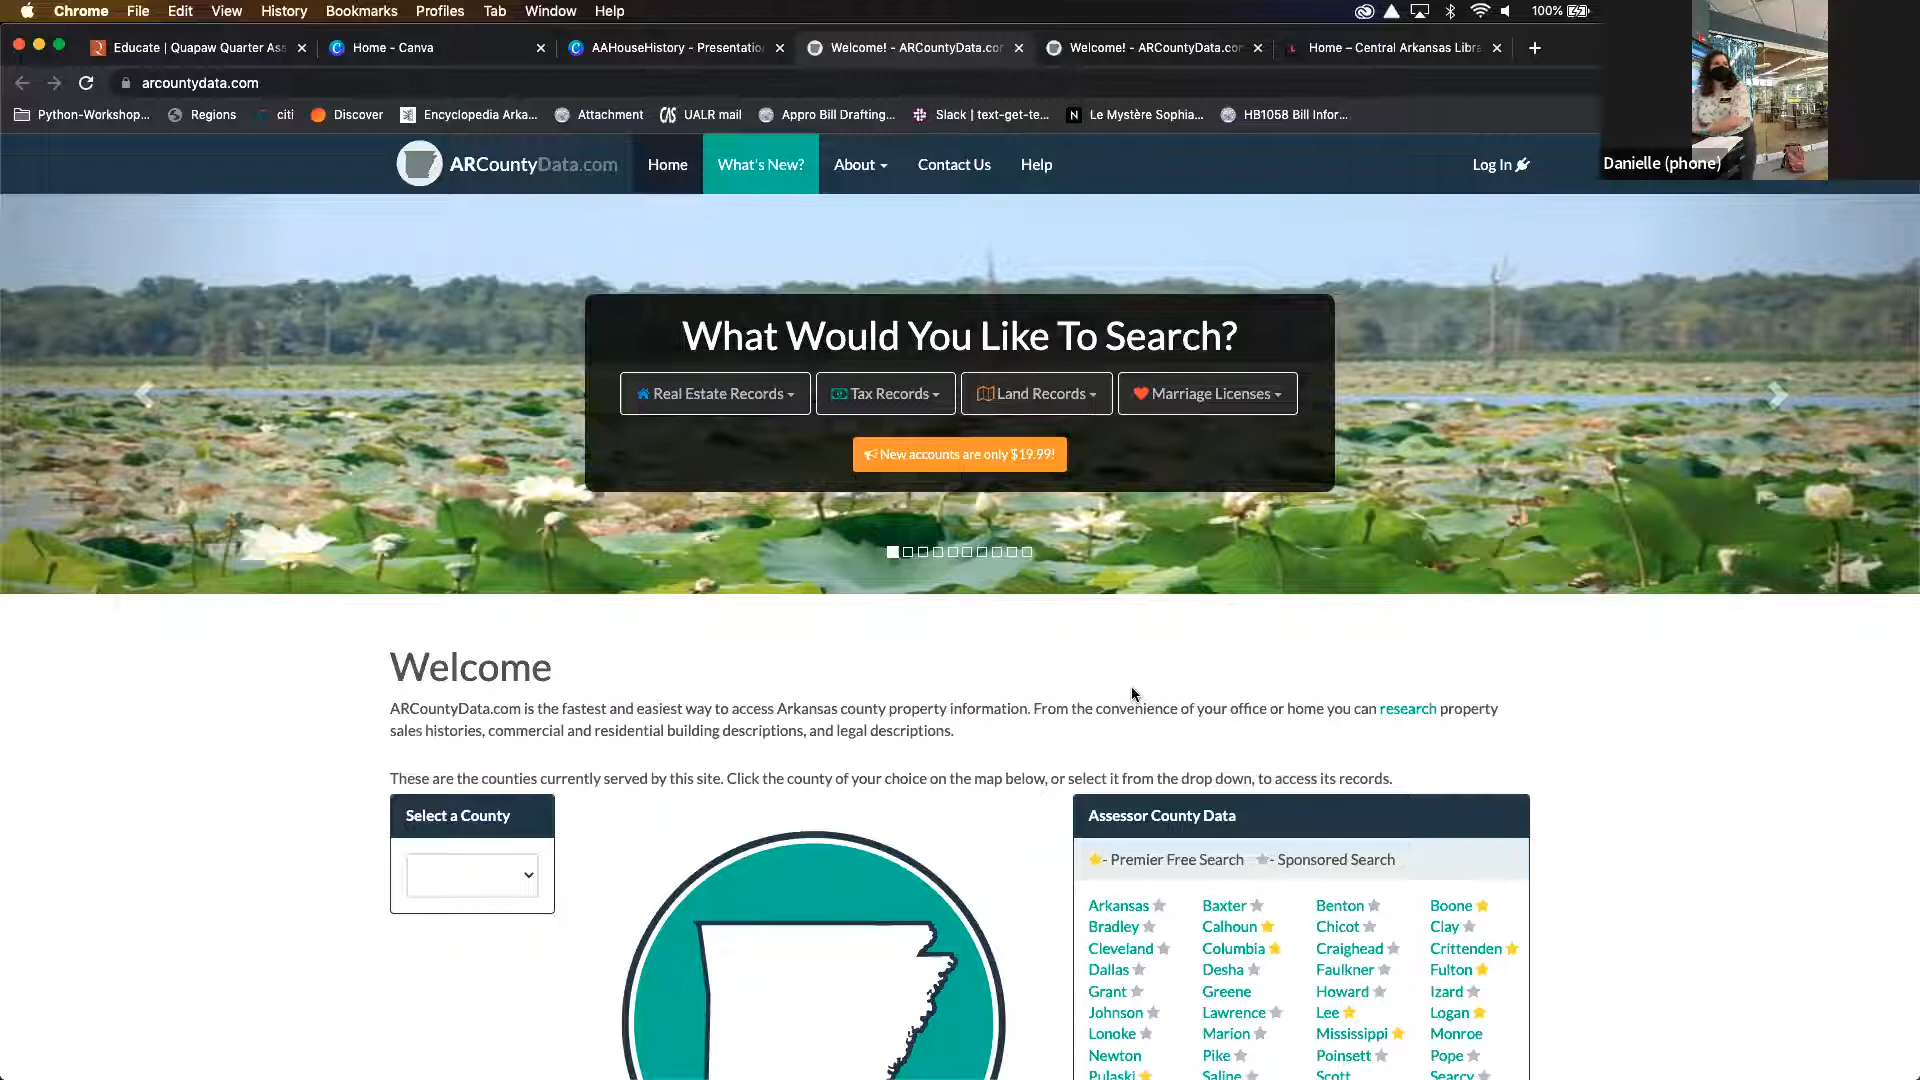 Chrome File Edit View History Bookmarks Profiles Tab Window Help 100%
Educate | Quapaw Quarter Ass
Home - Canva
AAHouseHistory - Presentatio
Welcome! - ARCountyData.cor
Welcome! - ARCountyData.cor
Home – Central Arkansas Libra
arcountydata.com
Python-Workshop... Regions citi Discover Encyclopedia Arka... Attachment UALR mail Appro Bill Drafting... Slack | text-get-te... Le Mystère Sophia... HB1058 Bill Infor...
ARCountyData.com Home What's New? About Contact Us Help Log In
Danielle (phone)
What Would You Like To Search?
Real Estate Records Tax Records Land Records Marriage Licenses
New accounts are only $19.99!
Welcome
ARCountyData.com is the fastest and easiest way to access Arkansas county property information. From the convenience of your office or home you can research property
sales histories, commercial and residential building descriptions, and legal descriptions.
These are the counties currently served by this site. Click the county of your choice on the map below, or select it from the drop down, to access its records.
Select a County
Assessor County Data
- Premier Free Search - Sponsored Search
Arkansas Baxter Benton Boone
Bradley Calhoun Chicot Clay
Cleveland Columbia Craighead Crittenden
Dallas Desha Faulkner Fulton
Grant Greene Howard Izard
Johnson Lawrence Lee Logan
Lonoke Marion Mississippi Monroe
Newton Pike Poinsett Pope
Pulaski Saline Scott Searcy